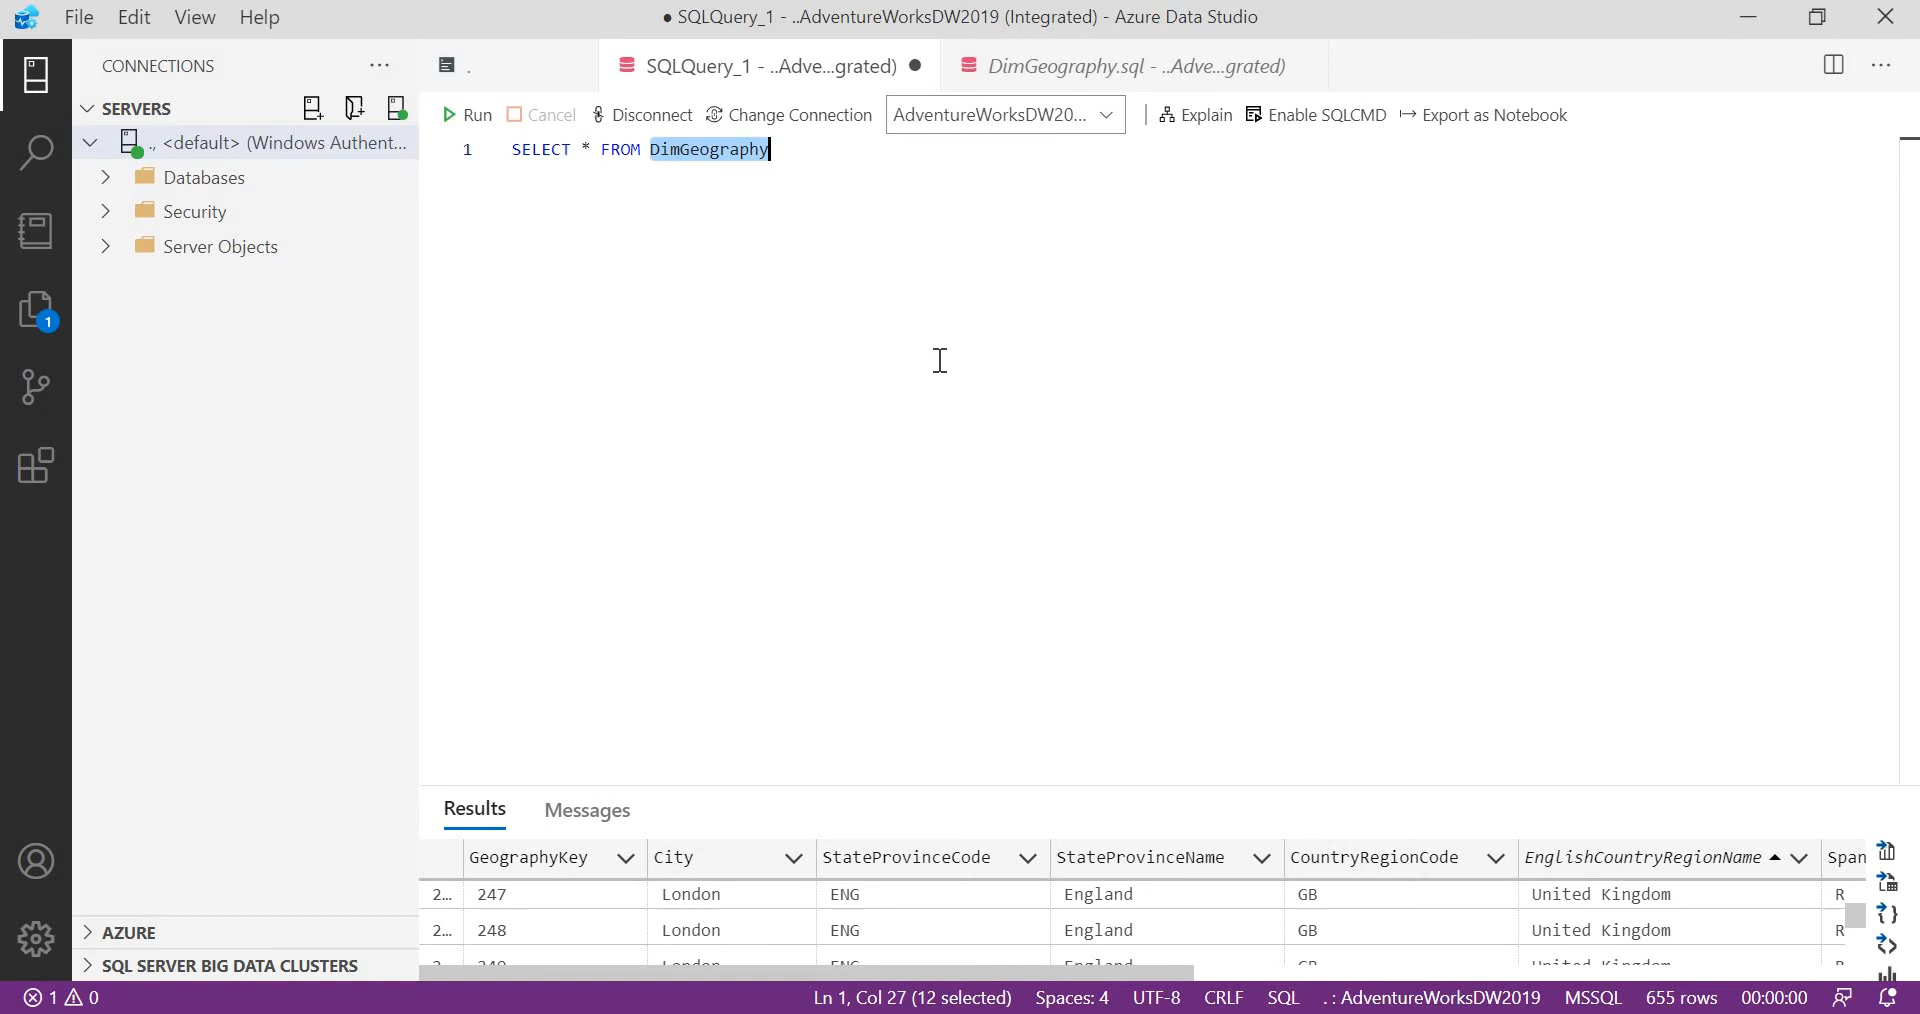 File Edit View Help
● SQLQuery_1 - ..AdventureWorksDW2019 (Integrated) - Azure Data Studio
CONNECTIONS
.
SQLQuery_1 - ..Adve...grated) ●
DimGeography.sql - ..Adve...grated)
SERVERS
Run Cancel Disconnect Change Connection AdventureWorksDW20... Explain Enable SQLCMD Export as Notebook
., <default> (Windows Authent...
1 SELECT * FROM DimGeography
Databases
Security
Server Objects
1
Results Messages
GeographyKey City StateProvinceCode StateProvinceName CountryRegionCode EnglishCountryRegionName Span
2... 247 London ENG England GB United Kingdom R
2... 248 London ENG England GB United Kingdom R
AZURE
SQL SERVER BIG DATA CLUSTERS
1 0 Ln 1, Col 27 (12 selected) Spaces: 4 UTF-8 CRLF SQL . : AdventureWorksDW2019 MSSQL 655 rows 00:00:00